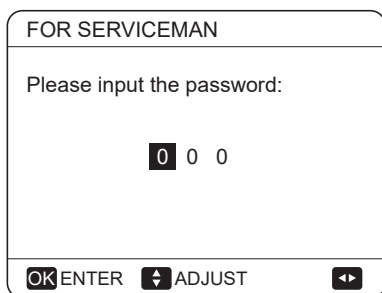 FOR SERVICEMAN
Please input the password:
0 0 0
OK ENTER ADJUST